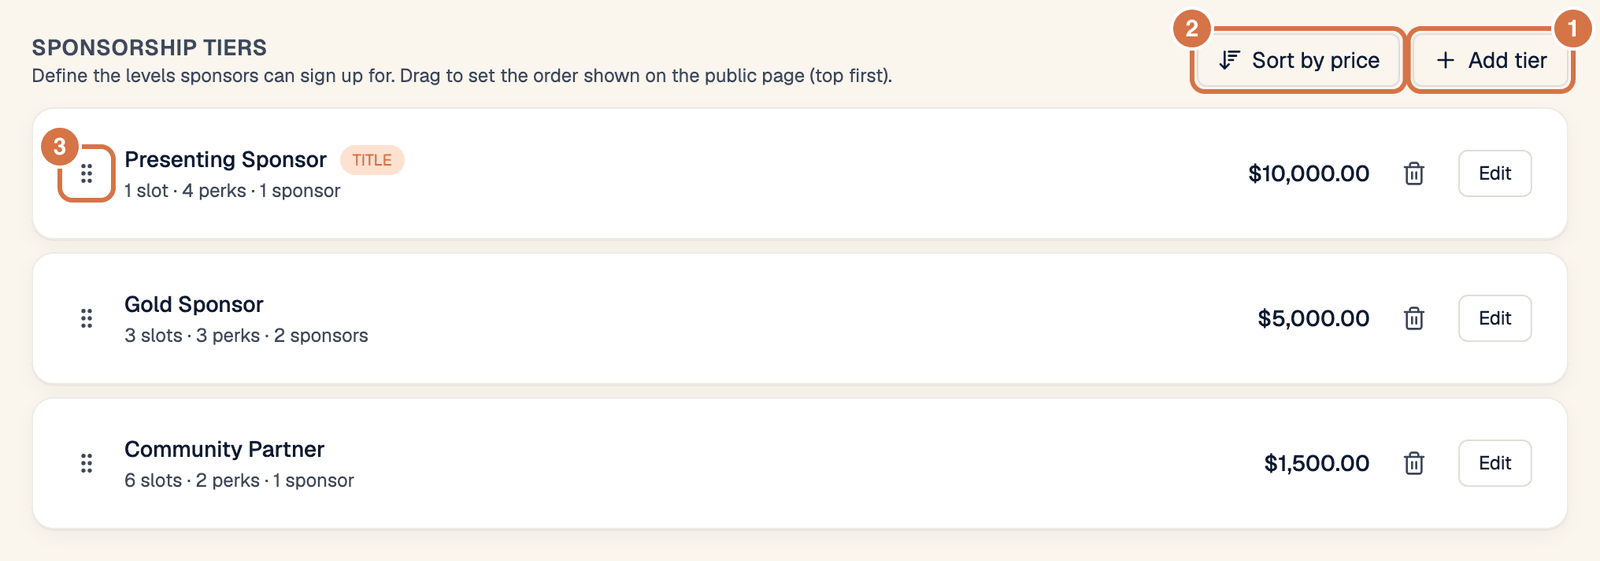 SPONSORSHIP TIERS
Define the levels sponsors can sign up for. Drag to set the order shown on the public page (top first).
2
Sort by price
1
Add tier
3
Presenting Sponsor TITLE
1 slot · 4 perks · 1 sponsor
$10,000.00
Edit
Gold Sponsor
3 slots · 3 perks · 2 sponsors
$5,000.00
Edit
Community Partner
6 slots · 2 perks · 1 sponsor
$1,500.00
Edit